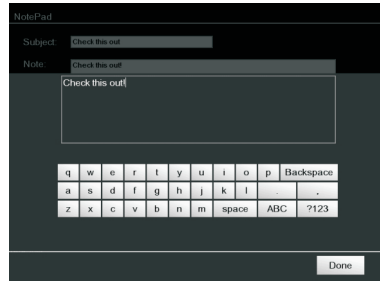 NotePad
Subject: Check this out
Note: Check this out!
Check this out!
q w e r t y u i o p Backspace
a s d f g h j k l . ,
z x c v b n m space ABC ?123
Done